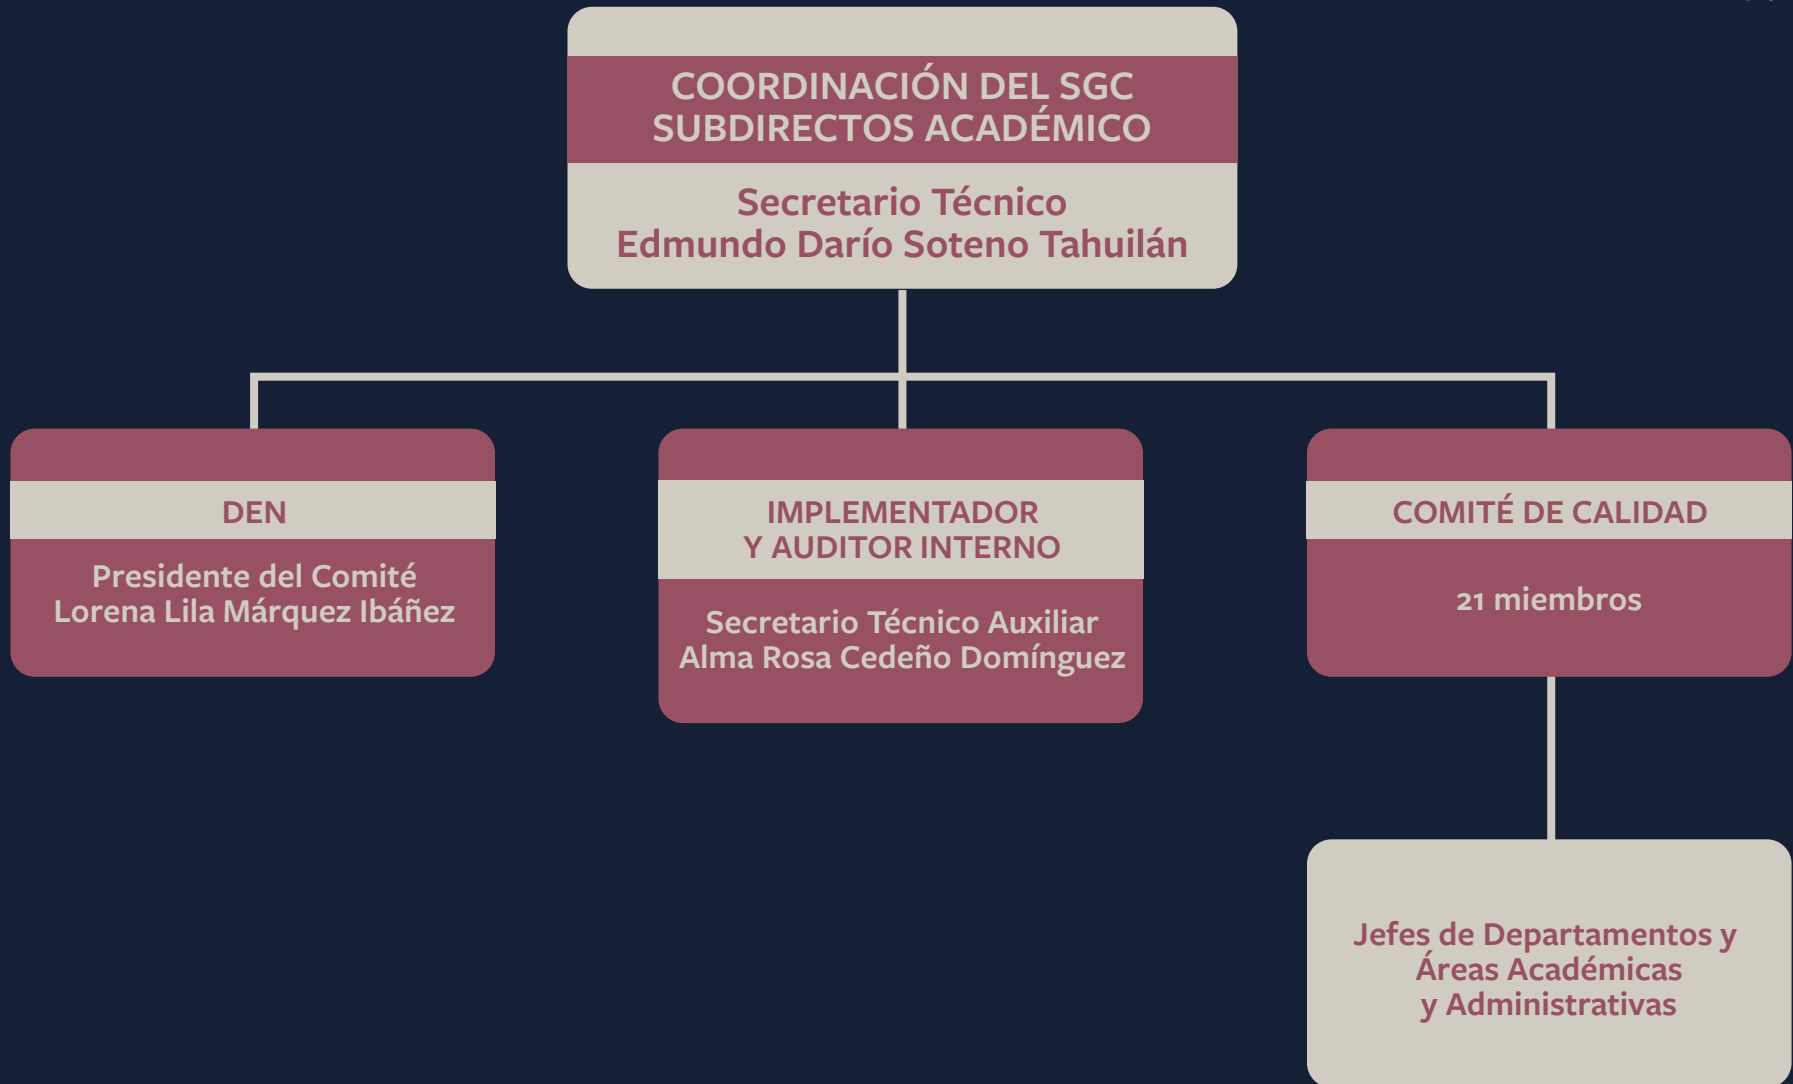 COORDINACIÓN DEL SGC
SUBDIRECTOS ACADÉMICO
Secretario Técnico
Edmundo Darío Soteno Tahuilán
DEN
Presidente del Comité
Lorena Lila Márquez Ibáñez
IMPLEMENTADOR
Y AUDITOR INTERNO
Secretario Técnico Auxiliar
Alma Rosa Cedeño Domínguez
COMITÉ DE CALIDAD
21 miembros
Jefes de Departamentos y
Áreas Académicas
y Administrativas